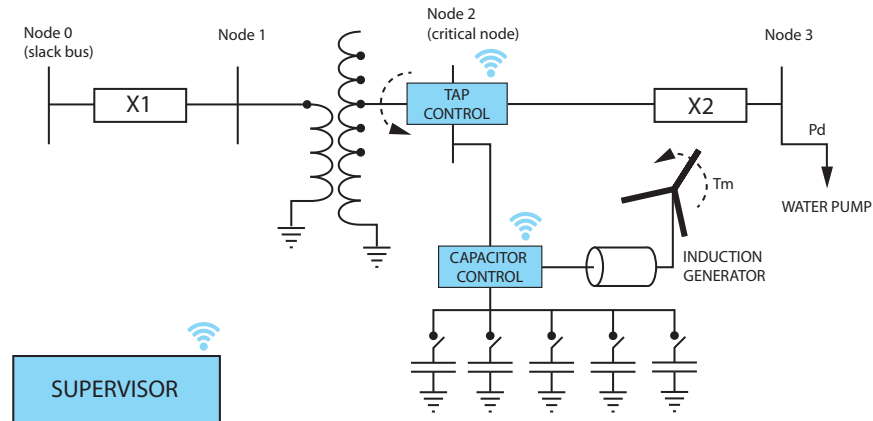 Node 0
(slack bus)
Node 1
Node 2
(critical node)
Node 3
X1
TAP
CONTROL
X2
Pd
WATER PUMP
Tm
CAPACITOR
CONTROL
INDUCTION
GENERATOR
SUPERVISOR